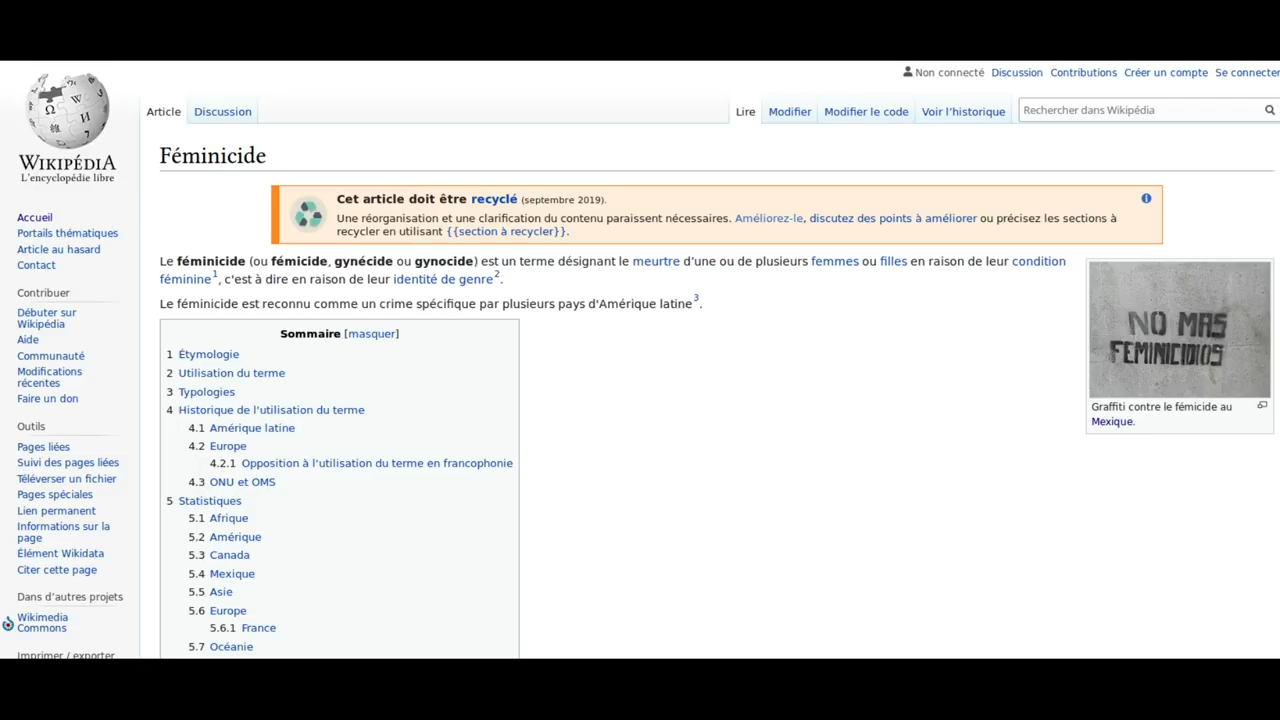 Non connecté Discussion Contributions Créer un compte Se connecter
Article Discussion Lire Modifier Modifier le code Voir l’historique Rechercher dans Wikipédia
WIKIPÉDIA
L'encyclopédie libre
Accueil
Portails thématiques
Article au hasard
Contact
Contribuer
Débuter sur
Wikipédia
Aide
Communauté
Modifications
récentes
Faire un don
Outils
Pages liées
Suivi des pages liées
Téléverser un fichier
Pages spéciales
Lien permanent
Informations sur la
page
Élément Wikidata
Citer cette page
Dans d’autres projets
Wikimedia
Commons
Imprimer / exporter
Féminicide
Cet article doit être recyclé (septembre 2019).
Une réorganisation et une clarification du contenu paraissent nécessaires. Améliorez-le, discutez des points à améliorer ou précisez les sections à
recycler en utilisant {{section à recycler}}.
Le féminicide (ou fémicide, gynécide ou gynocide) est un terme désignant le meurtre d’une ou de plusieurs femmes ou filles en raison de leur condition
féminine1, c'est à dire en raison de leur identité de genre2.
Le féminicide est reconnu comme un crime spécifique par plusieurs pays d'Amérique latine3.
Sommaire [masquer]
1 Étymologie
2 Utilisation du terme
3 Typologies
4 Historique de l’utilisation du terme
4.1 Amérique latine
4.2 Europe
4.2.1 Opposition à l’utilisation du terme en francophonie
4.3 ONU et OMS
5 Statistiques
5.1 Afrique
5.2 Amérique
5.3 Canada
5.4 Mexique
5.5 Asie
5.6 Europe
5.6.1 France
5.7 Océanie
NO MAS
FEMINICIDIOS
Graffiti contre le fémicide au
Mexique.